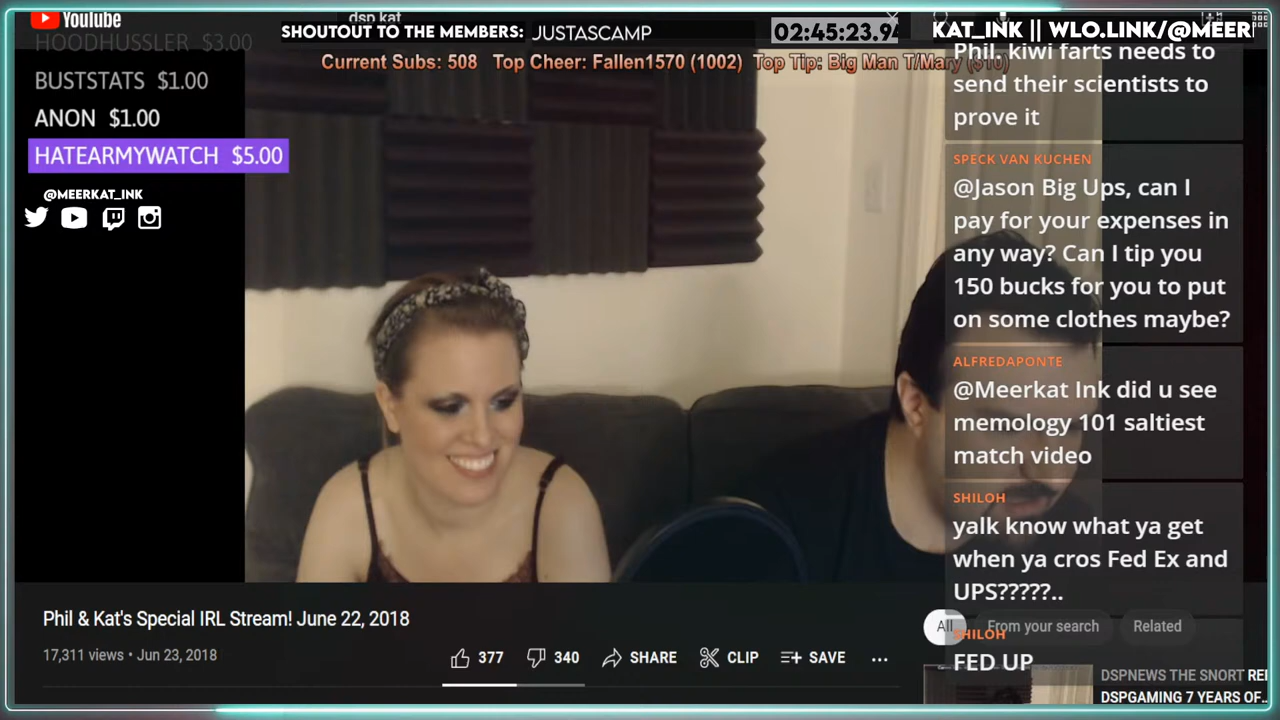 YouTube
dsp kat
SHOUTOUT TO THE MEMBERS: JUSTASCAMP
02:45:23.94
KAT_INK || WLO.LINK/@MEER
HOODHUSSLER $3.00
BUSTSTATS $1.00
ANON $1.00
HATEARMYWATCH $5.00
@MEERKAT_INK
Current Subs: 508 Top Cheer: Fallen1570 (1002) Top Tip: Big Man T/Mary ($10)
Phil, kiwi farts needs to
send their scientists to
prove it
SPECK VAN KUCHEN
@Jason Big Ups, can I
pay for your expenses in
any way? Can I tip you
150 bucks for you to put
on some clothes maybe?
ALFREDAPONTE
@Meerkat Ink did u see
memology 101 saltiest
match video
SHILOH
yalk know what ya get
when ya cros Fed Ex and
UPS?????..
SHILOH
FED UP
Phil & Kat's Special IRL Stream! June 22, 2018
17,311 views • Jun 23, 2018
377
340
SHARE
CLIP
SAVE
All
From your search
Related
DSPNEWS THE SNORT REI
DSPGAMING 7 YEARS OF...